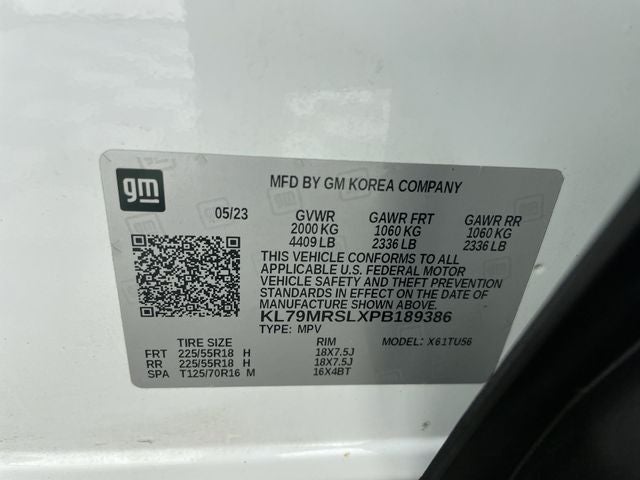 gm
MFD BY GM KOREA COMPANY
05/23 GVWR GAWR FRT GAWR RR
2000 KG 1060 KG 1060 KG
4409 LB 2336 LB 2336 LB
THIS VEHICLE CONFORMS TO ALL
APPLICABLE U.S. FEDERAL MOTOR
VEHICLE SAFETY AND THEFT PREVENTION
STANDARDS IN EFFECT ON THE DATE OF
MANUFACTURE SHOWN ABOVE.
KL79MRSLXPB189386
TYPE: MPV MODEL: X61TU56
TIRE SIZE RIM
FRT 225/55R18 H 18X7.5J
RR 225/55R18 H 18X7.5J
SPA T125/70R16 M 16X4BT